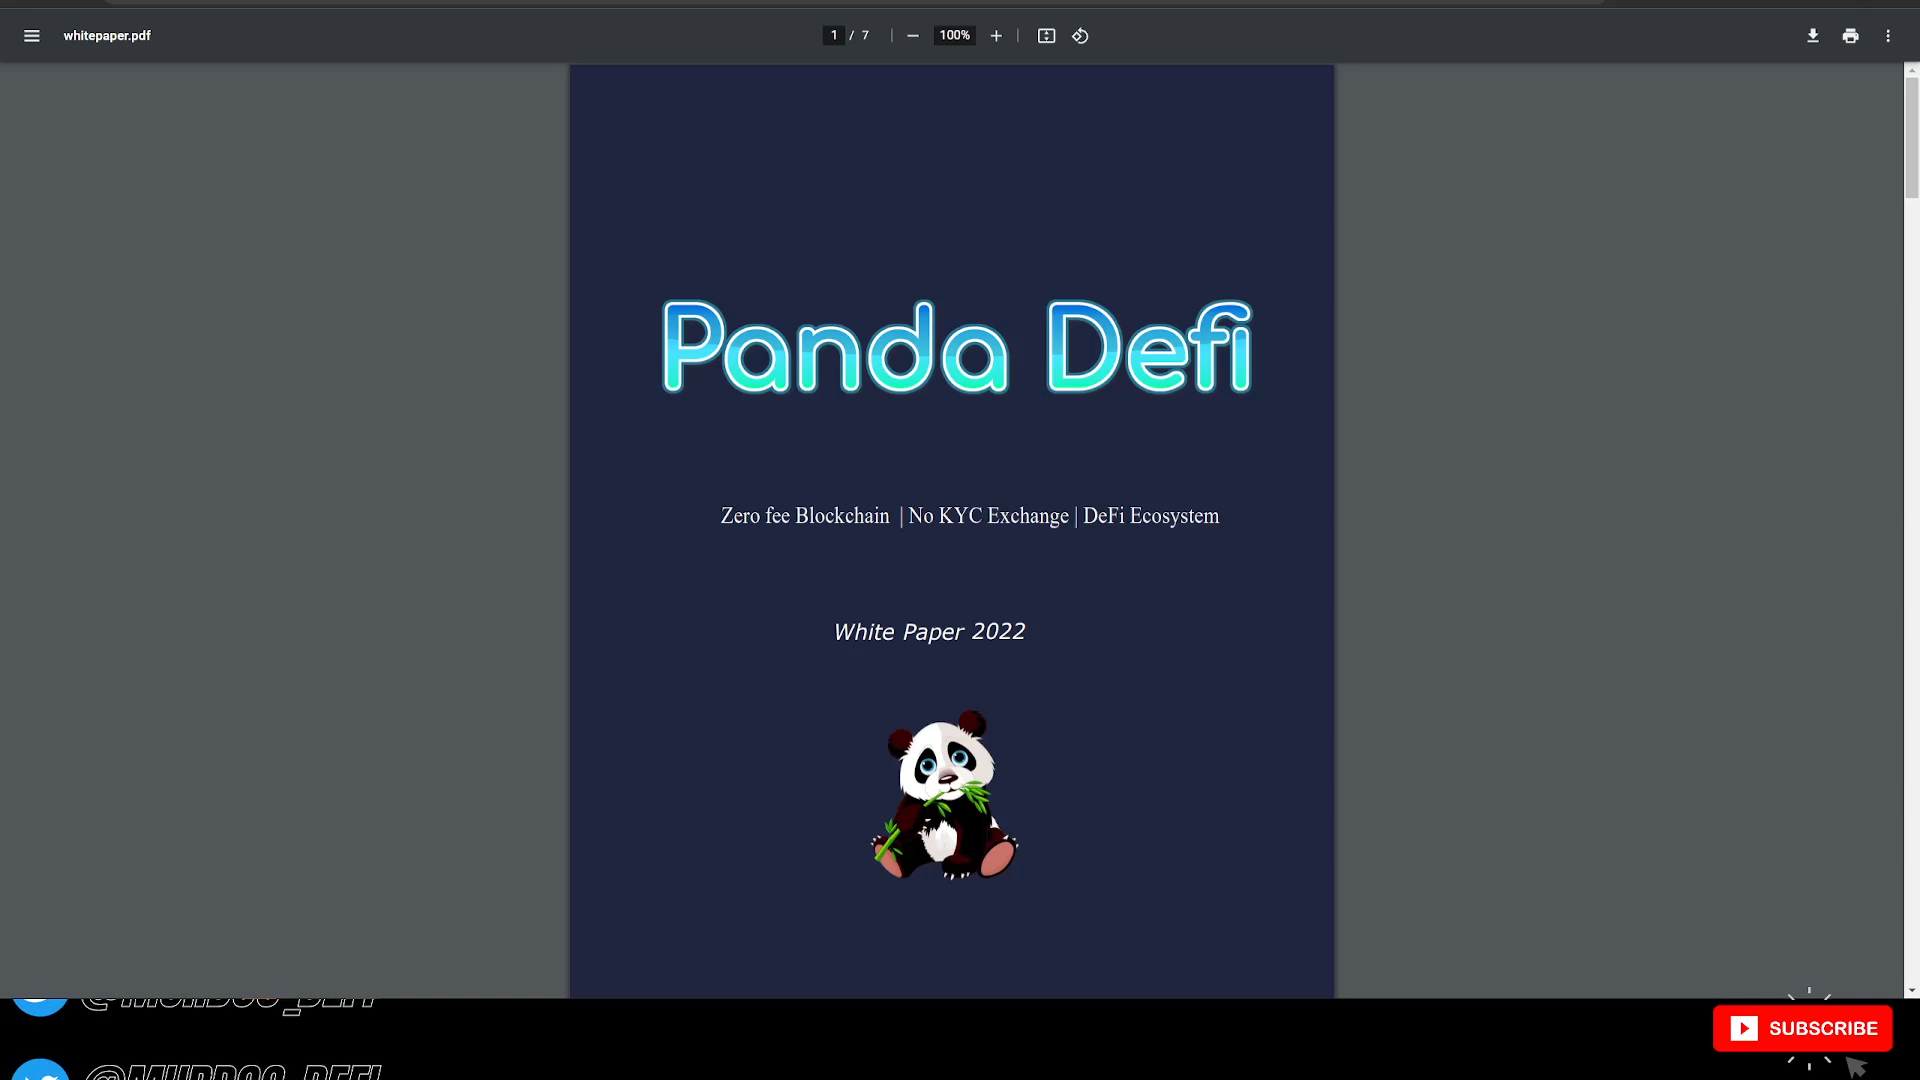 whitepaper.pdf
1 / 7
100%
Panda Defi
Zero fee Blockchain | No KYC Exchange | DeFi Ecosystem
White Paper 2022
SUBSCRIBE